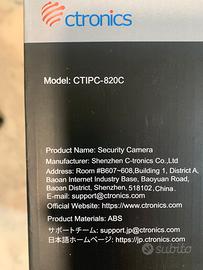 ctronics
Model: CTIPC-820C
Product Name: Security Camera
Manufacturer: Shenzhen C-tronics Co.,Ltd
Address: Room #B607~608,Building 1, District A,
Baoan Internet Industry Base, Baoyuan Road,
Baoan District, Shenzhen, 518102,China.
E-mail: support@ctronics.com
Official Website: https://www.ctronics.com
Product Materials: ABS
サポートチーム: support.jp@ctronics.com
日本語ホームページ: https://jp.ctronics.com
subito